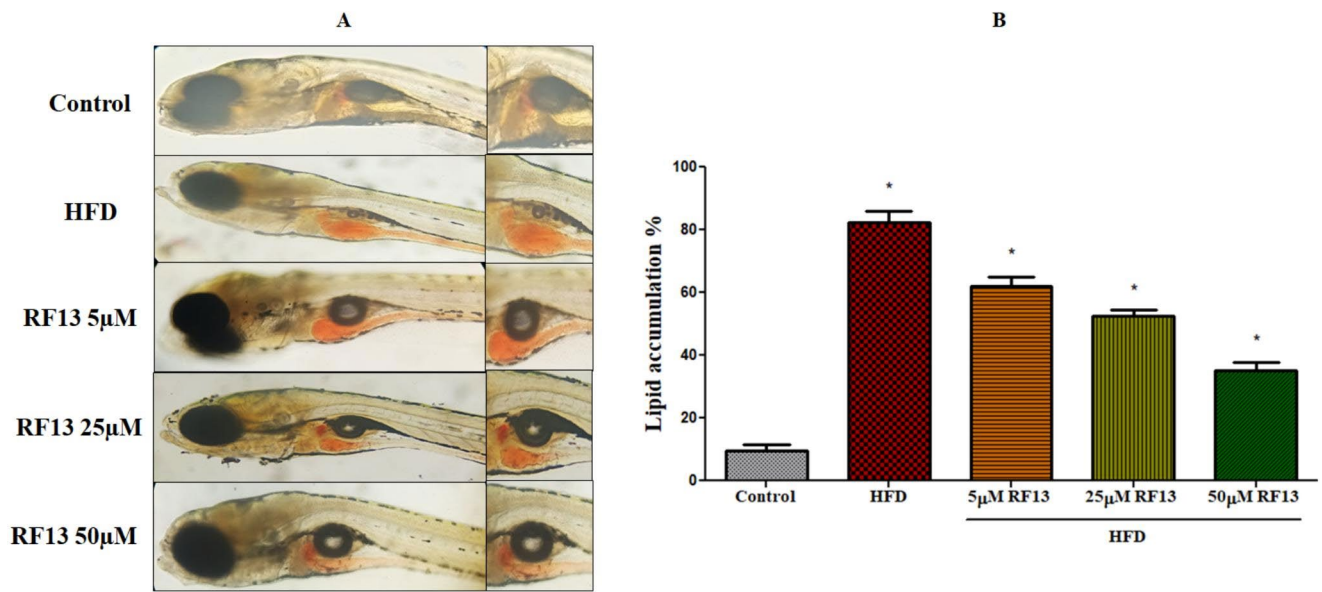 A
B
Control
HFD
RF13 5µM
RF13 25µM
RF13 50µM
Lipid accumulation %
100
80
60
40
20
0
*
*
*
*
Control
HFD
5µM RF13
25µM RF13
50µM RF13
HFD